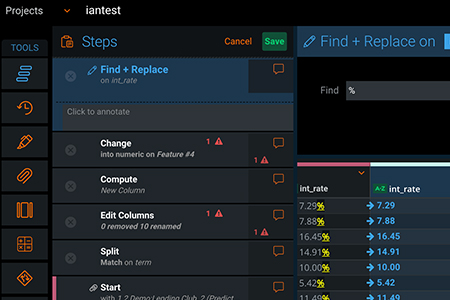 Projects iantest
TOOLS
Steps Cancel Save
Find + Replace
on int_rate
Click to annotate
Change 1
into numeric on Feature #4
1
Compute
New Column
Edit Columns 1
0 removed 10 renamed
1
Split
Match on term
Start
with 1.2 Demo Lending Club_2 (Predict
Find + Replace on
Find %
int_rate A-Z int_rate
7.29% 7.29
7.88% 7.88
16.45% 16.45
14.91% 14.91
10.00% 10.00
5.42% 5.42
11.49% 11.49